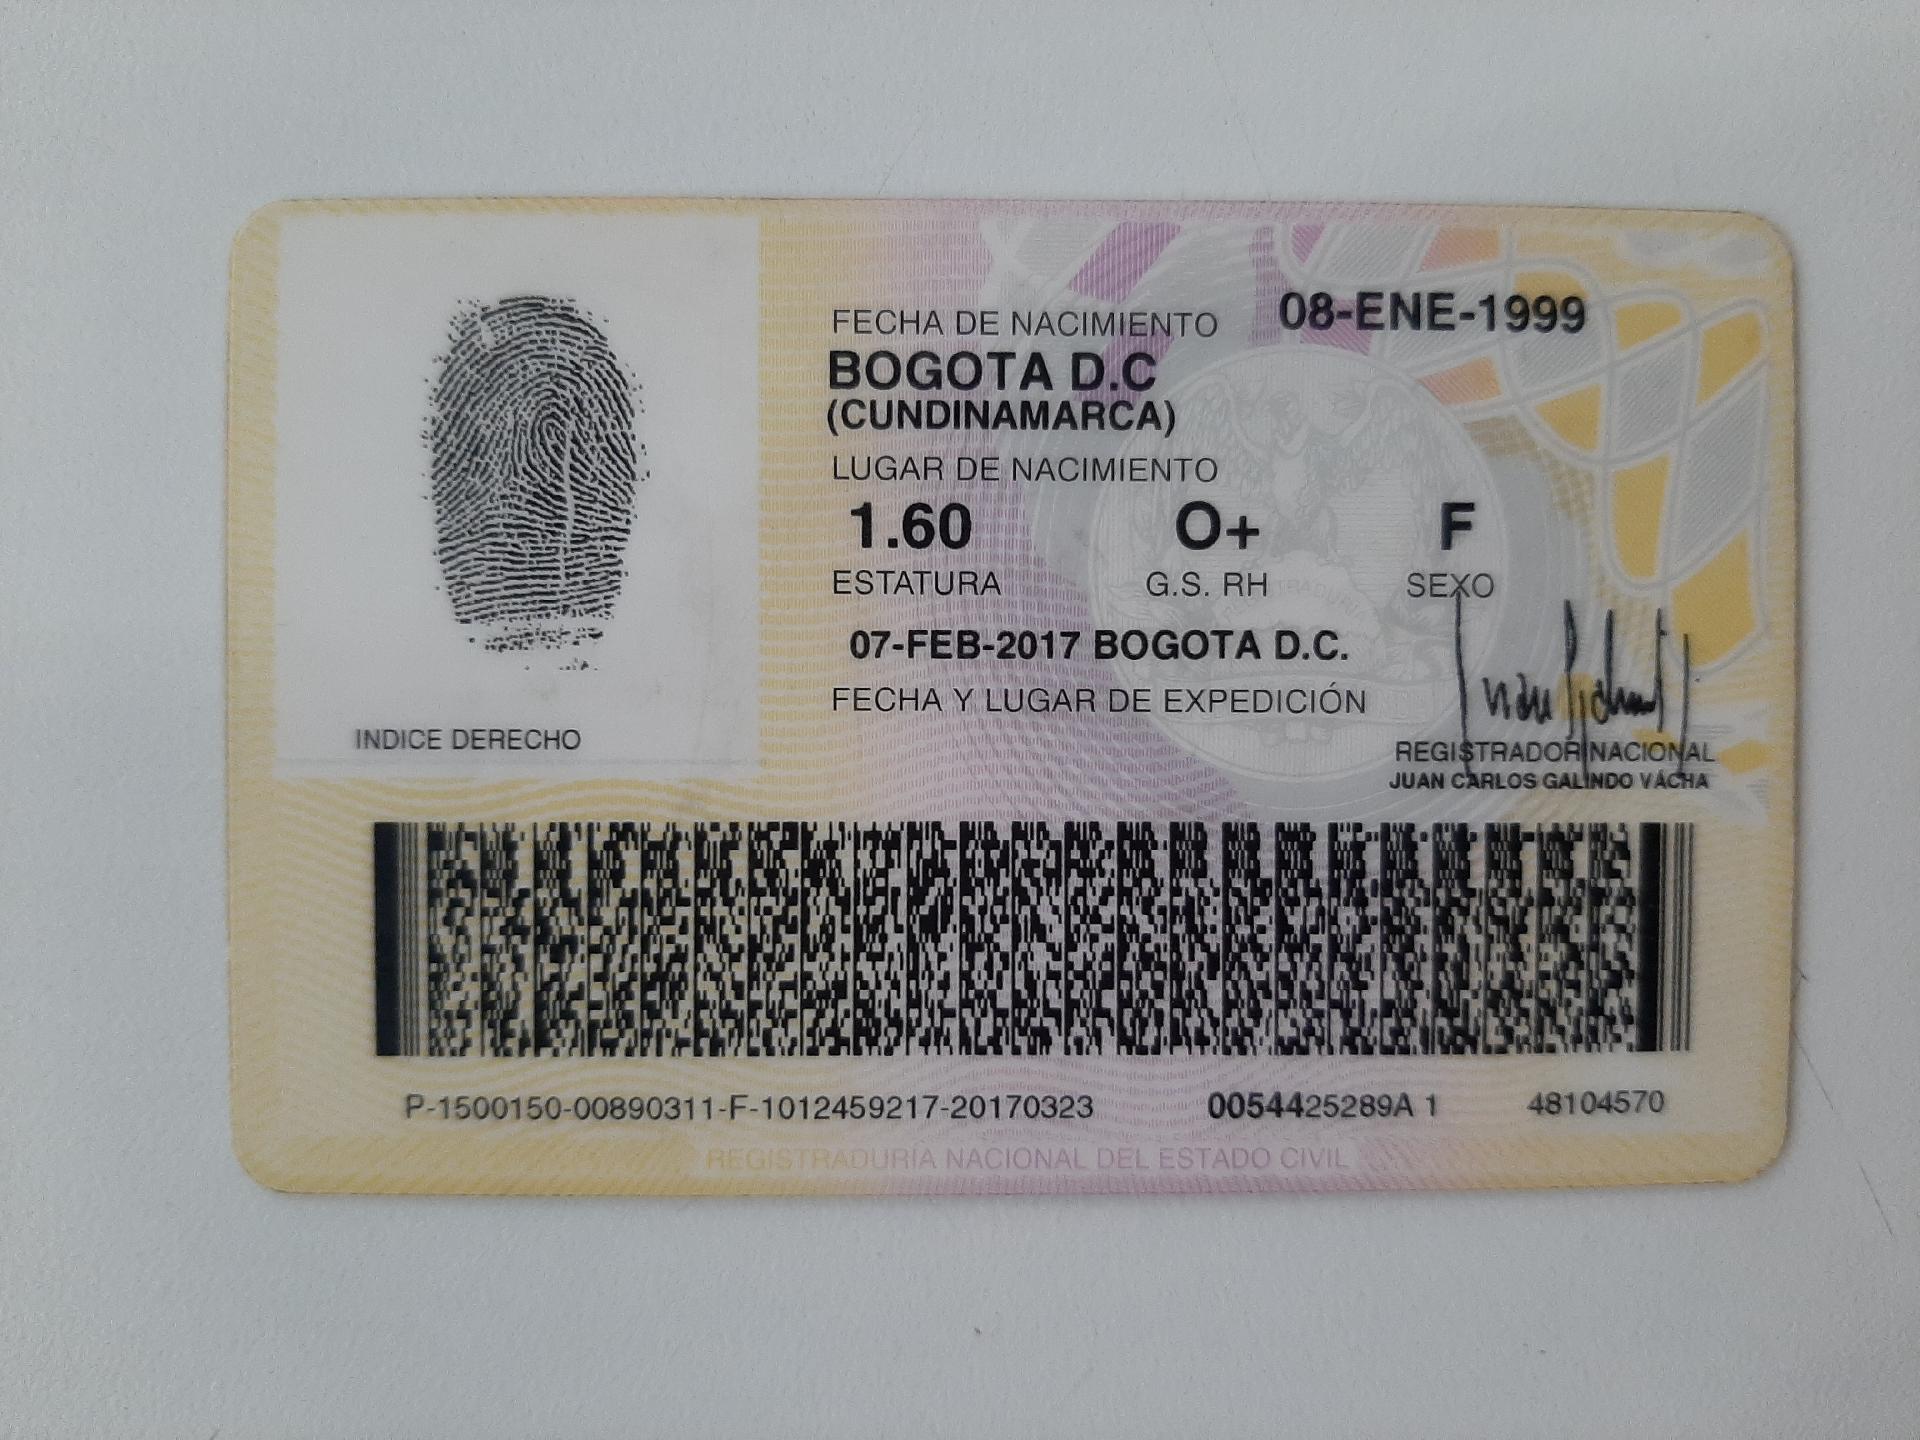 FECHA DE NACIMIENTO 08-ENE-1999
BOGOTA D.C
(CUNDINAMARCA)
LUGAR DE NACIMIENTO
1.60 O+ F
ESTATURA G.S. RH SEXO
07-FEB-2017 BOGOTA D.C.
FECHA Y LUGAR DE EXPEDICIÓN
INDICE DERECHO
REGISTRADOR NACIONAL
JUAN CARLOS GALINDO VÁCHA
P-1500150-00890311-F-1012459217-20170323 0054425289A 1 48104570
REGISTRADURÍA NACIONAL DEL ESTADO CIVIL